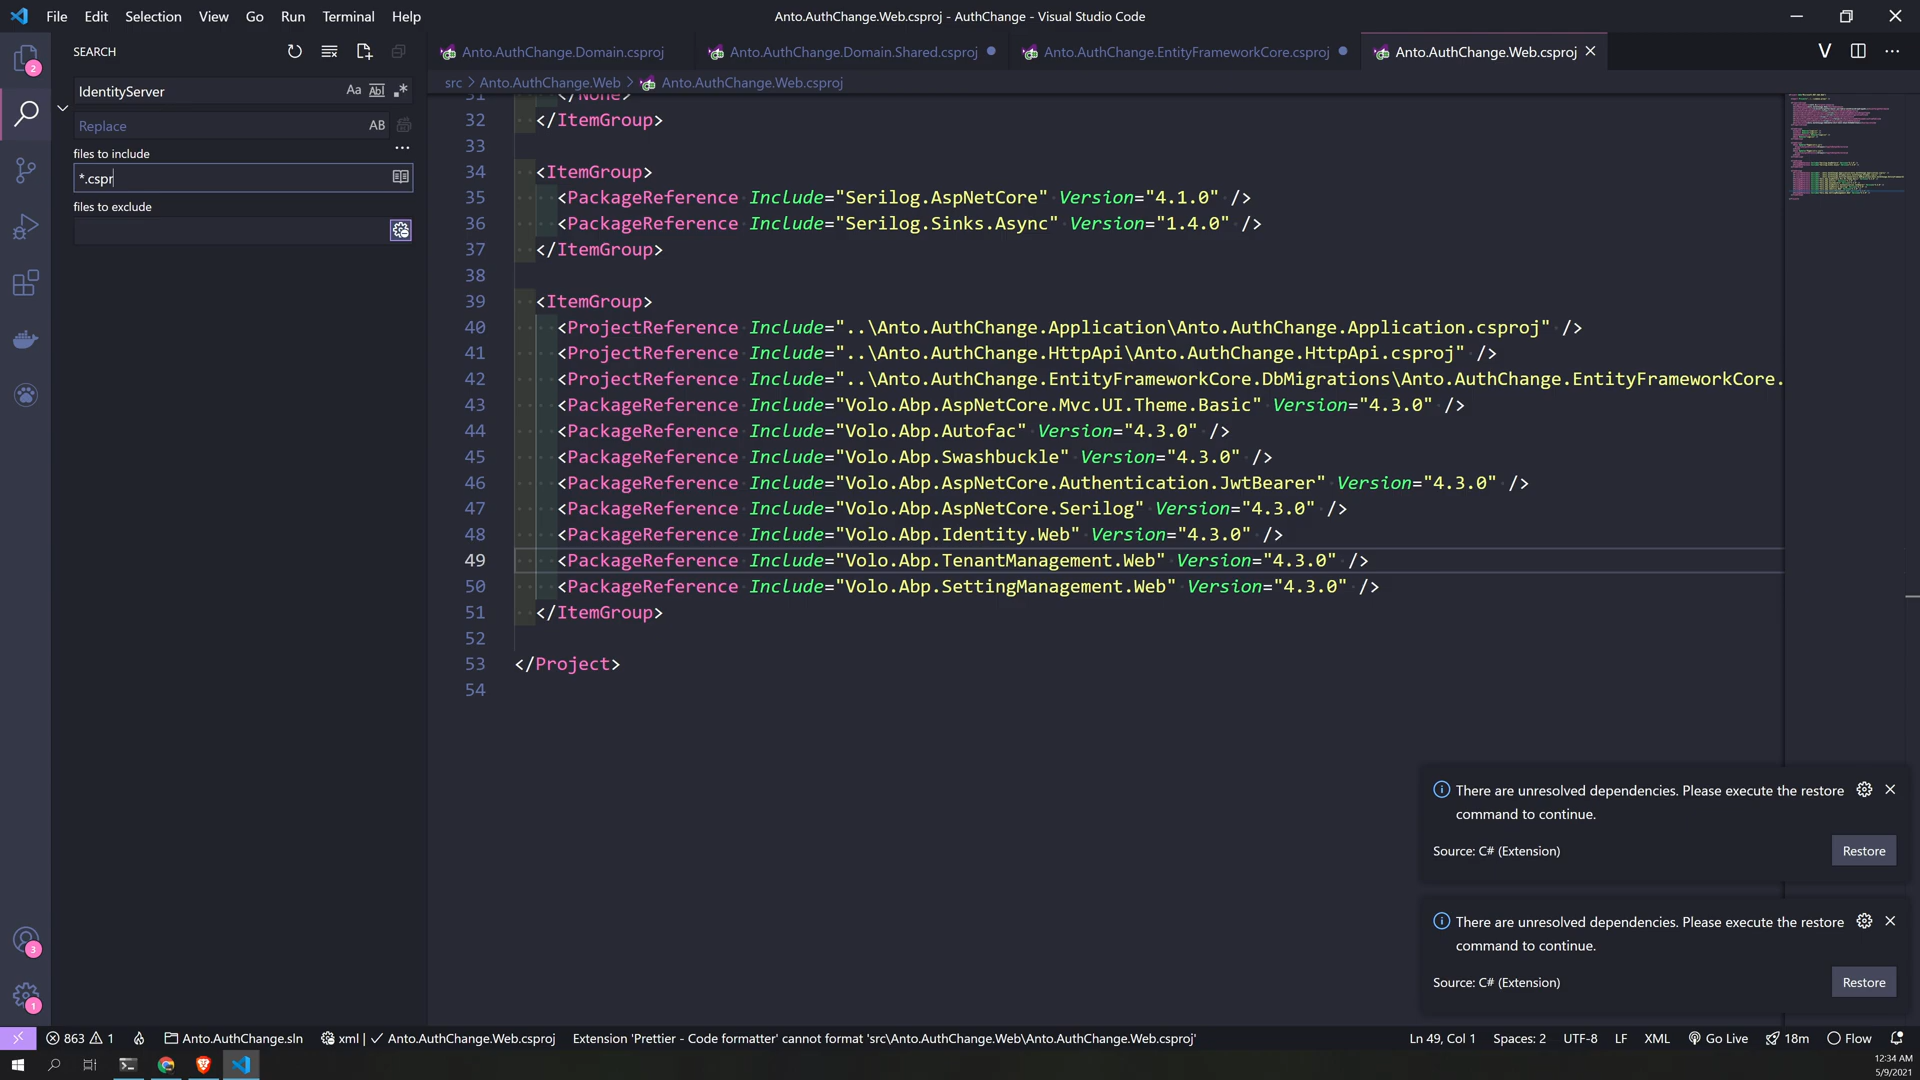 File Edit Selection View Go Run Terminal Help
Anto.AuthChange.Web.csproj - AuthChange - Visual Studio Code
SEARCH
IdentityServer
Aa Abl .*
Replace
AB
files to include
*.cspr
files to exclude
2
3
1
Anto.AuthChange.Domain.csproj
Anto.AuthChange.Domain.Shared.csproj
Anto.AuthChange.EntityFrameworkCore.csproj
Anto.AuthChange.Web.csproj
src > Anto.AuthChange.Web > Anto.AuthChange.Web.csproj
31 </None>
32 </ItemGroup>
33
34 <ItemGroup>
35 <PackageReference Include="Serilog.AspNetCore" Version="4.1.0" />
36 <PackageReference Include="Serilog.Sinks.Async" Version="1.4.0" />
37 </ItemGroup>
38
39 <ItemGroup>
40 <ProjectReference Include="..\Anto.AuthChange.Application\Anto.AuthChange.Application.csproj" />
41 <ProjectReference Include="..\Anto.AuthChange.HttpApi\Anto.AuthChange.HttpApi.csproj" />
42 <ProjectReference Include="..\Anto.AuthChange.EntityFrameworkCore.DbMigrations\Anto.AuthChange.EntityFrameworkCore.
43 <PackageReference Include="Volo.Abp.AspNetCore.Mvc.UI.Theme.Basic" Version="4.3.0" />
44 <PackageReference Include="Volo.Abp.Autofac" Version="4.3.0" />
45 <PackageReference Include="Volo.Abp.Swashbuckle" Version="4.3.0" />
46 <PackageReference Include="Volo.Abp.AspNetCore.Authentication.JwtBearer" Version="4.3.0" />
47 <PackageReference Include="Volo.Abp.AspNetCore.Serilog" Version="4.3.0" />
48 <PackageReference Include="Volo.Abp.Identity.Web" Version="4.3.0" />
49 <PackageReference Include="Volo.Abp.TenantManagement.Web" Version="4.3.0" />
50 <PackageReference Include="Volo.Abp.SettingManagement.Web" Version="4.3.0" />
51 </ItemGroup>
52
53 </Project>
54
There are unresolved dependencies. Please execute the restore
command to continue.
Source: C# (Extension)
Restore
There are unresolved dependencies. Please execute the restore
command to continue.
Source: C# (Extension)
Restore
863 1 Anto.AuthChange.sln xml | Anto.AuthChange.Web.csproj Extension 'Prettier - Code formatter' cannot format 'src\Anto.AuthChange.Web\Anto.AuthChange.Web.csproj' Ln 49, Col 1 Spaces: 2 UTF-8 LF XML Go Live 18m Flow
12:34 AM
5/9/2021